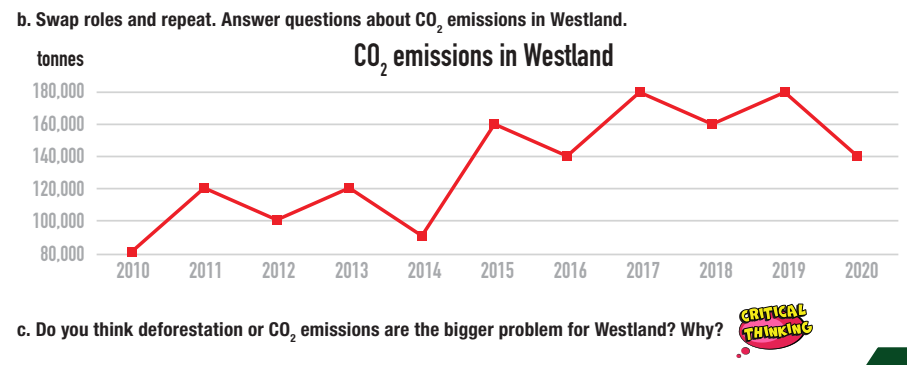 b. Swap roles and repeat. Answer questions about CO₂ emissions in Westland.
tonnes
CO₂ emissions in Westland
180,000
160,000
140,000
120,000
100,000
80,000
2010 2011 2012 2013 2014 2015 2016 2017 2018 2019 2020
c. Do you think deforestation or CO₂ emissions are the bigger problem for Westland? Why?
CRITICAL
THINKING